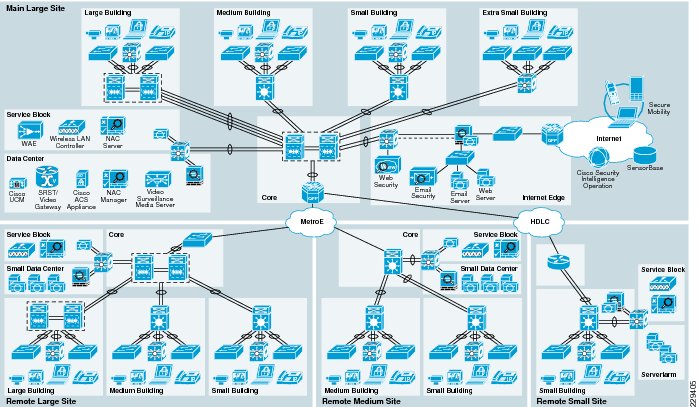 Main Large Site
Large Building
Medium Building
Small Building
Extra Small Building
Service Block
WAE
Wireless LAN
Controller
NAC
Server
Data Center
Cisco
UCM
SRST/
Video
Gateway
Cisco
ACS
Appliance
NAC
Manager
Video
Surveillance
Media Server
Core
Web
Security
Email
Security
Email
Server
Web
Server
Internet Edge
Internet
Secure
Mobility
Cisco Security
Intelligence
Operation
SensorBase
MetroE
HDLC
Service Block
Core
Small Data Center
Large Building
Medium Building
Small Building
Remote Large Site
Core
Service Block
Small Data Center
Medium Building
Small Building
Remote Medium Site
Service Block
Serverfarm
Small Building
Remote Small Site